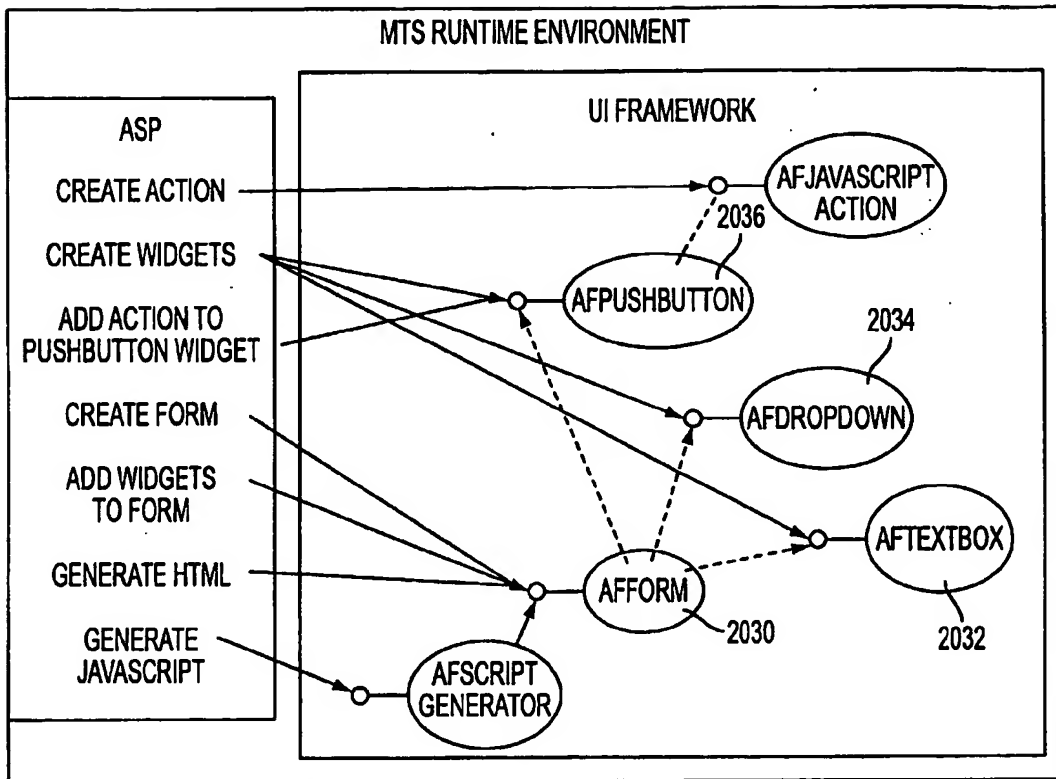 MTS RUNTIME ENVIRONMENT
ASP
CREATE ACTION
CREATE WIDGETS
ADD ACTION TO
PUSHBUTTON WIDGET
CREATE FORM
ADD WIDGETS
TO FORM
GENERATE HTML
GENERATE
JAVASCRIPT
UI FRAMEWORK
AFJAVASCRIPT
ACTION
2036
AFPUSHBUTTON
2034
AFDROPDOWN
AFTEXTBOX
2032
AFFORM
2030
AFSCRIPT
GENERATOR